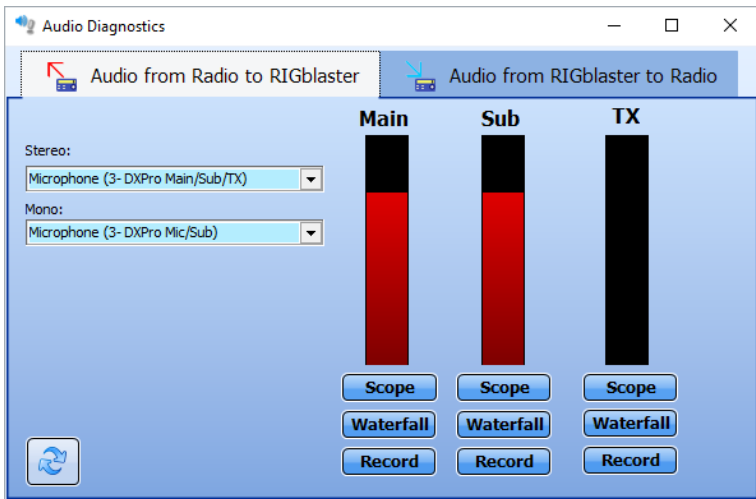 Audio Diagnostics
Audio from Radio to RIGblaster
Audio from RIGblaster to Radio
Main Sub TX
Stereo:
Microphone (3- DXPro Main/Sub/TX)
Mono:
Microphone (3- DXPro Mic/Sub)
Scope Scope Scope
Waterfall Waterfall Waterfall
Record Record Record